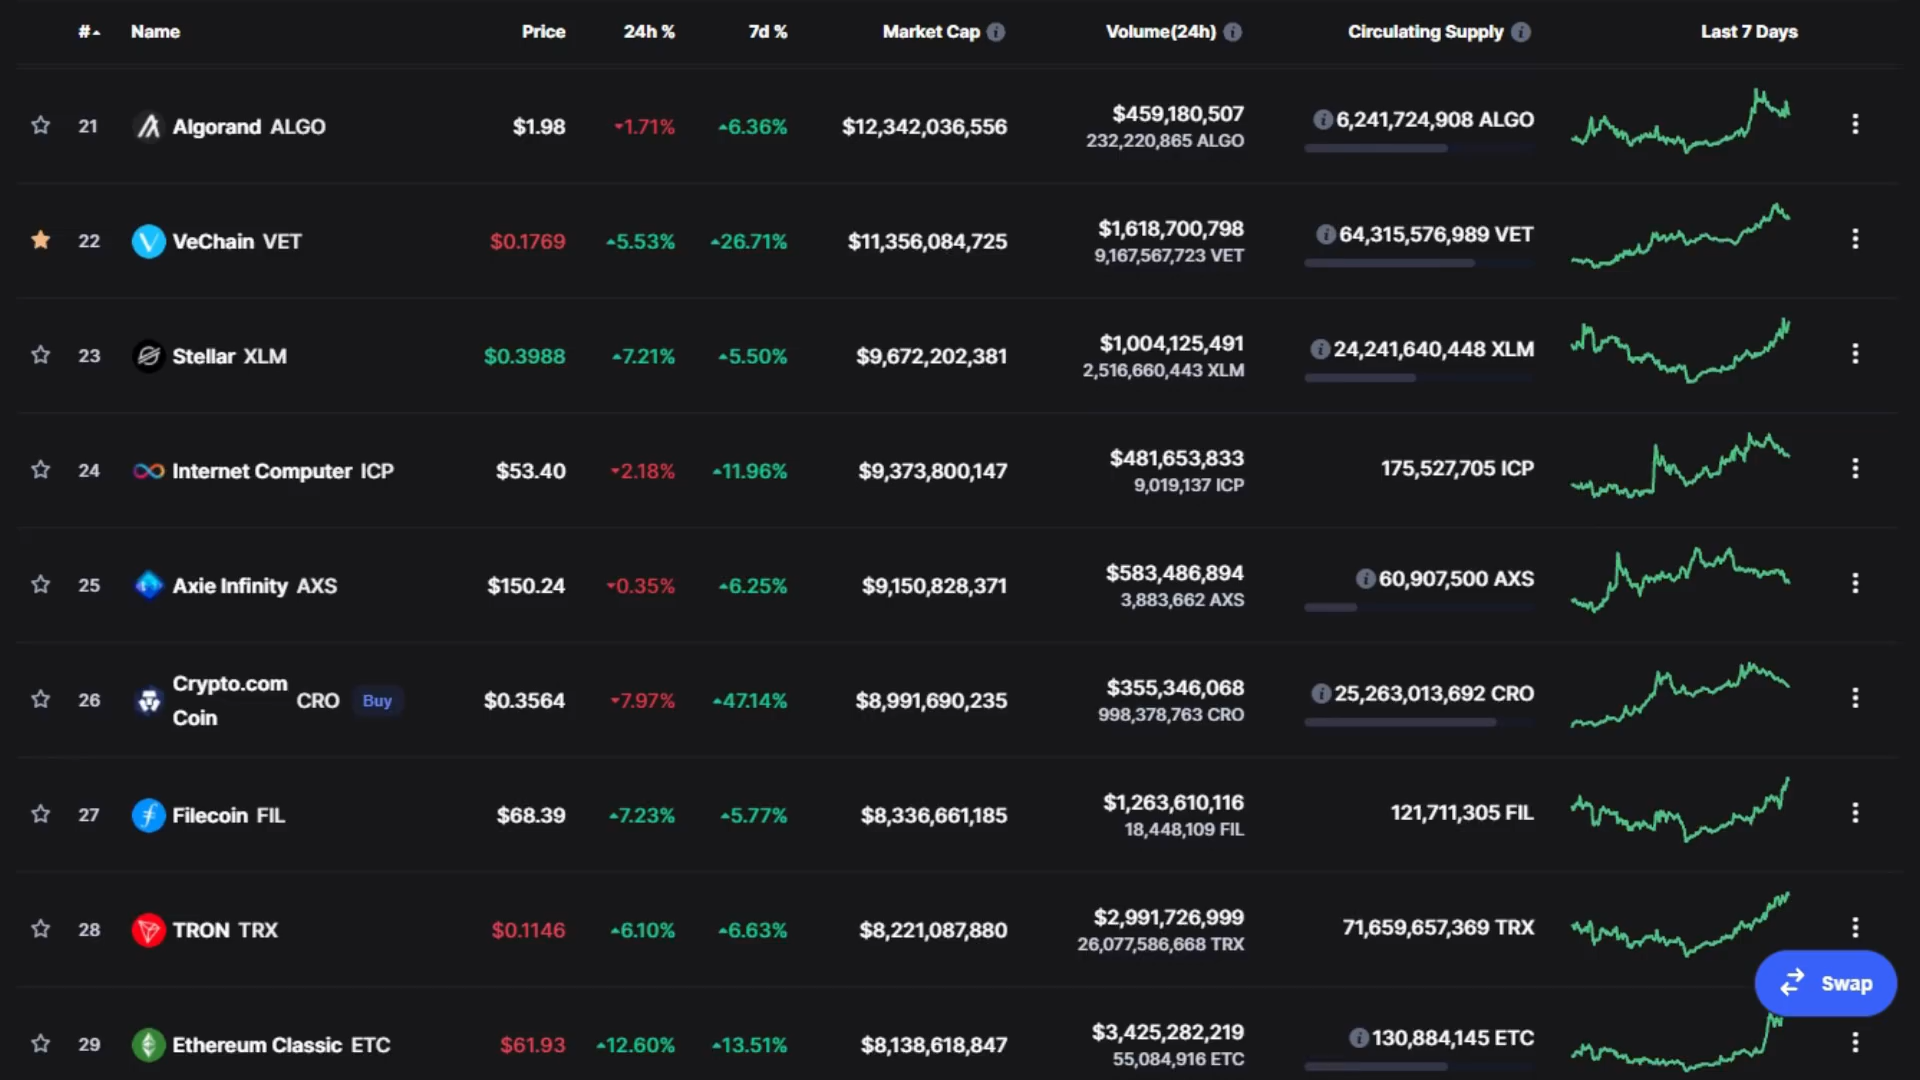 # Name Price 24h % 7d % Market Cap Volume(24h) Circulating Supply Last 7 Days
21 Algorand ALGO $1.98 1.71% 6.36% $12,342,036,556 $459,180,507 6,241,724,908 ALGO
232,220,865 ALGO
22 VeChain VET $0.1769 5.53% 26.71% $11,356,084,725 $1,618,700,798 64,315,576,989 VET
9,167,567,723 VET
23 Stellar XLM $0.3988 7.21% 5.50% $9,672,202,381 $1,004,125,491 24,241,640,448 XLM
2,516,660,443 XLM
24 Internet Computer ICP $53.40 2.18% 11.96% $9,373,800,147 $481,653,833 175,527,705 ICP
9,019,137 ICP
25 Axie Infinity AXS $150.24 0.35% 6.25% $9,150,828,371 $583,486,894 60,907,500 AXS
3,883,662 AXS
26 Crypto.com Coin CRO Buy $0.3564 7.97% 47.14% $8,991,690,235 $355,346,068 25,263,013,692 CRO
998,378,763 CRO
27 Filecoin FIL $68.39 7.23% 5.77% $8,336,661,185 $1,263,610,116 121,711,305 FIL
18,448,109 FIL
28 TRON TRX $0.1146 6.10% 6.63% $8,221,087,880 $2,991,726,999 71,659,657,369 TRX
26,077,586,668 TRX
Swap
29 Ethereum Classic ETC $61.93 12.60% 13.51% $8,138,618,847 $3,425,282,219 130,884,145 ETC
55,084,916 ETC